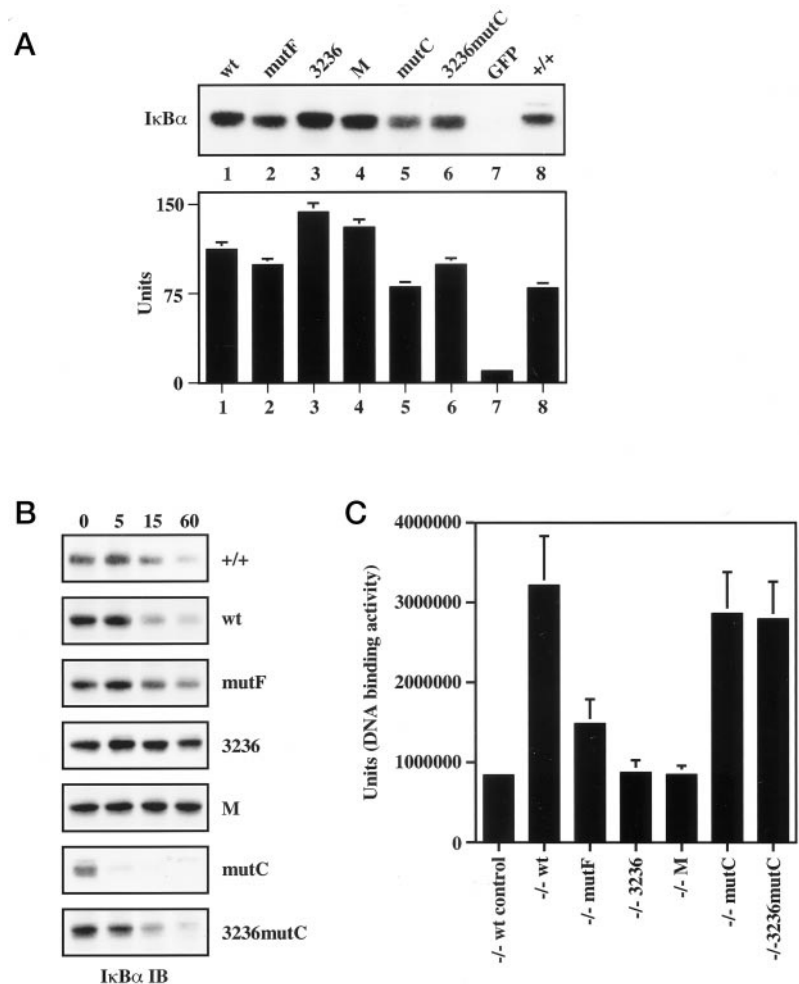 A
wt mutF 3236 M mutC 3236mutC GFP +/+
IκBα
1 2 3 4 5 6 7 8
150
75
0
Units
1 2 3 4 5 6 7 8
B
0 5 15 60
+/+
wt
mutF
3236
M
mutC
3236mutC
IκBα IB
C
4000000
3000000
2000000
1000000
0
Units (DNA binding activity)
-/- wt control
-/- wt
-/- mutF
-/- 3236
-/- M
-/- mutC
-/-3236mutC